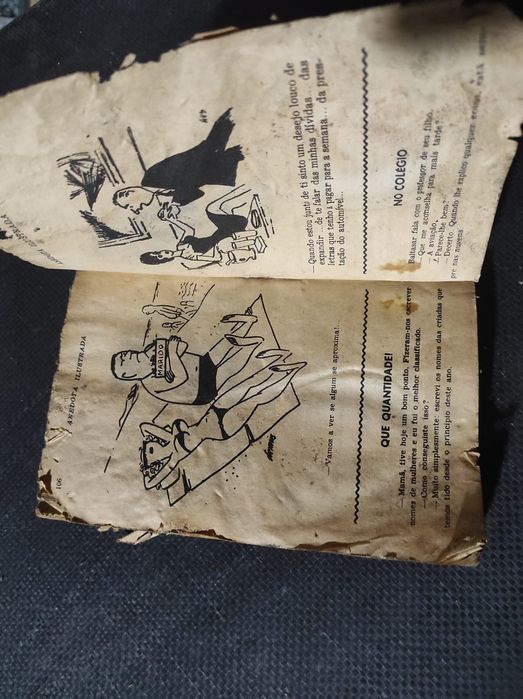 106
A ANEDOTA ILUSTRADA
MARIDO
—Vamos a ver se algum se aproxima!..
QUE QUANTIDADE!
—Mamã, tive hoje um bom ponto. Fizeram-nos escrever
nomes de mulheres e eu fui o melhor classificado.
—Como conseguiste isso?
—Muito simplesmente: escrevi os nomes das criadas que
temos tido desde o princípio deste ano.
—Quando estou junto de ti sinto um desejo louco de
expandir... de te falar das minhas dívidas... das
letras que tenho a pagar para a semana... da pres-
tação do automóvel...
NO COLÉGIO
Baltasar fala com o professor de seu filho.
—Que me aconselha para mais tarde?
—A aviação.
—Parece-lhe bem?
—Decerto. Quando lhe explico qualquer coisa, está sem-
pre nas nuvens